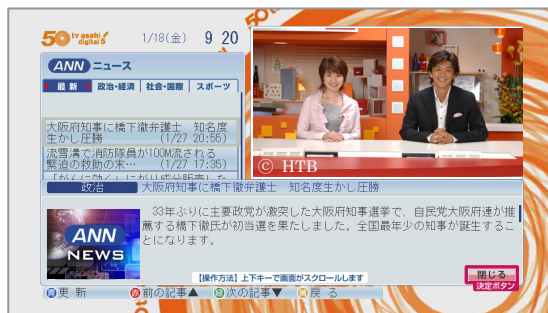 50 tv asahi digital 5
1/18(金) 9 20
ANN ニュース
最 新 政治・経済 社会・国際 スポーツ
大阪府知事に橋下徹弁護士 知名度
生かし圧勝 (1/27 20:55)
流雪溝で消防隊員が100M流される
緊迫の救助の末… (1/27 17:35)
© HTB
政治 大阪府知事に橋下徹弁護士 知名度生かし圧勝
33年ぶりに主要政党が激突した大阪府知事選挙で、自民党大阪府連が推
薦する橋下徹氏が初当選を果たしました。全国最年少の知事が誕生するこ
とになります。
ANN
NEWS
【操作方法】上下キーで画面がスクロールします
閉じる
決定ボタン
青 更 新 赤 前の記事▲ 緑 次の記事▼ 黄 戻 る